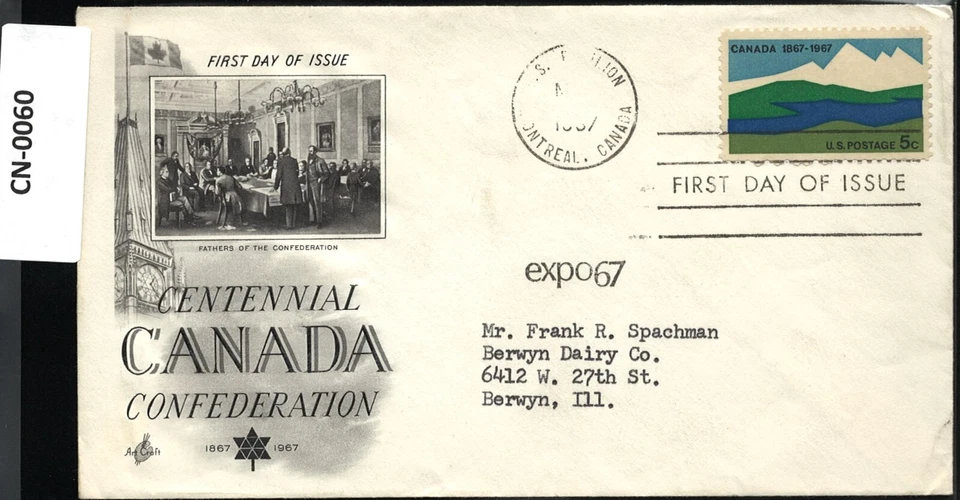 CN-0060
FIRST DAY OF ISSUE
FATHERS OF THE CONFEDERATION
CENTENNIAL
CANADA
CONFEDERATION
1867 1967
Art Craft
MONTREAL, CANADA
CANADA 1867-1967
U.S. POSTAGE 5c
FIRST DAY OF ISSUE
expo67
Mr. Frank R. Spachman
Berwyn Dairy Co.
6412 W. 27th St.
Berwyn, Ill.